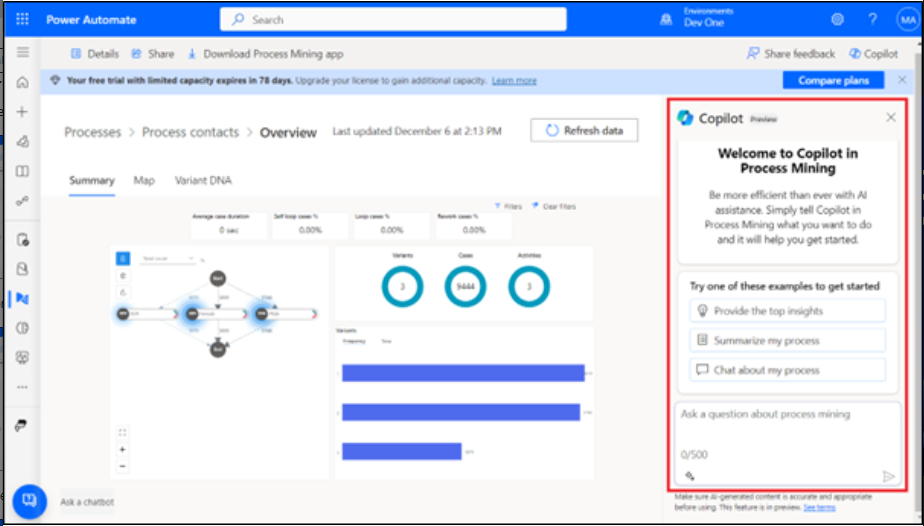 Power Automate
Search
Environments
Dev One
MA
Details
Share
Download Process Mining app
Share feedback
Copilot
Your free trial with limited capacity expires in 78 days. Upgrade your license to gain additional capacity. Learn more
Compare plans
Processes > Process contacts > Overview
Last updated December 6 at 2:13 PM
Refresh data
Summary
Map
Variant DNA
Filters
Clear filters
Average case duration
0 sec
Self loop cases %
0.00%
Loop cases %
0.00%
Rework cases %
0.00%
Start
End
Variants
3
Cases
9444
Activities
3
Variants
Frequency
Time
Ask a chatbot
Copilot Preview
Welcome to Copilot in
Process Mining
Be more efficient than ever with AI
assistance. Simply tell Copilot in
Process Mining what you want to do
and it will help you get started.
Try one of these examples to get started
Provide the top insights
Summarize my process
Chat about my process
Ask a question about process mining
0/500
Make sure AI-generated content is accurate and appropriate
before using. This feature is in preview. See terms